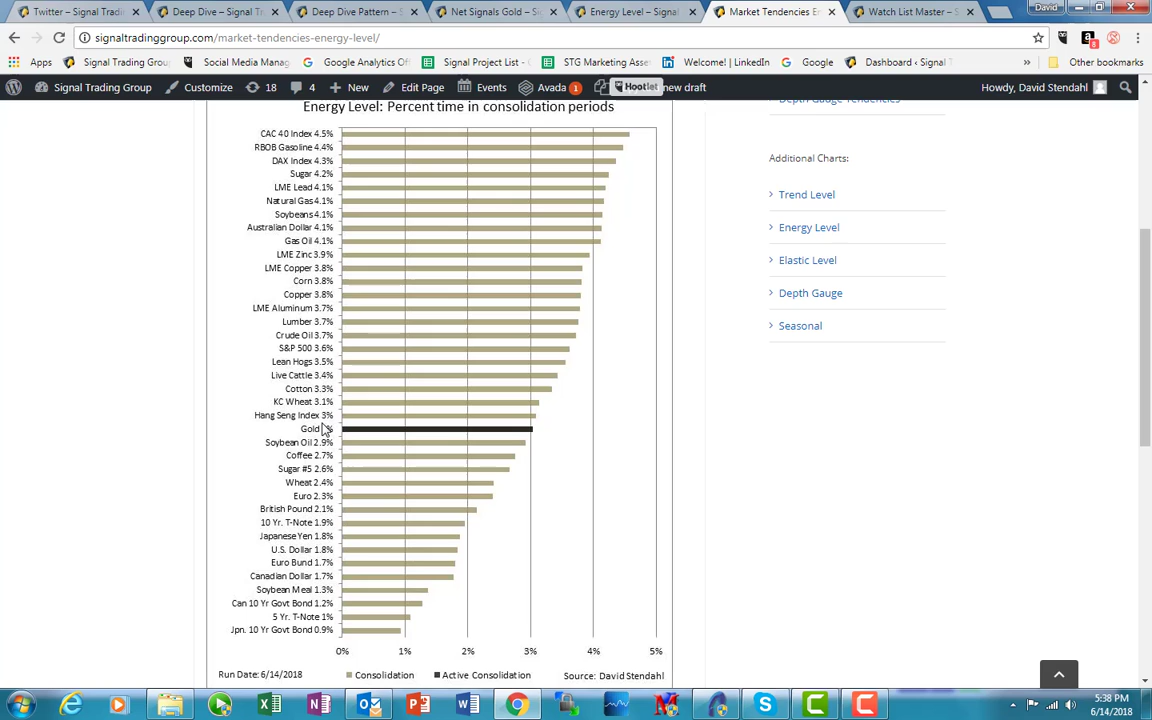 Twitter – Signal Tradi
Deep Dive – Signal Tr
Deep Dive Pattern – S
Net Signals Gold – Sig
Energy Level – Signal
Market Tendencies E
Watch List Master – S
David
signaltradinggroup.com/market-tendencies-energy-level/
8
Apps
Signal Trading Grou
Social Media Manag
Google Analytics Of
Signal Project List -
STG Marketing Asse
Welcome! | LinkedIn
Google
Dashboard ‹ Signal T
»
Other bookmarks
Signal Trading Group
Customize
18
4
New
Edit Page
Events
Avada 1
Hootlet
new draft
Howdy, David Stendahl
Energy Level: Percent time in consolidation periods
CAC 40 Index 4.5%
RBOB Gasoline 4.4%
DAX Index 4.3%
Sugar 4.2%
LME Lead 4.1%
Natural Gas 4.1%
Soybeans 4.1%
Australian Dollar 4.1%
Gas Oil 4.1%
LME Zinc 3.9%
LME Copper 3.8%
Corn 3.8%
Copper 3.8%
LME Aluminum 3.7%
Lumber 3.7%
Crude Oil 3.7%
S&P 500 3.6%
Lean Hogs 3.5%
Live Cattle 3.4%
Cotton 3.3%
KC Wheat 3.1%
Hang Seng Index 3%
Gold %
Soybean Oil 2.9%
Coffee 2.7%
Sugar #5 2.6%
Wheat 2.4%
Euro 2.3%
British Pound 2.1%
10 Yr. T-Note 1.9%
Japanese Yen 1.8%
U.S. Dollar 1.8%
Euro Bund 1.7%
Canadian Dollar 1.7%
Soybean Meal 1.3%
Can 10 Yr Govt Bond 1.2%
5 Yr. T-Note 1%
Jpn. 10 Yr Govt Bond 0.9%
0% 1% 2% 3% 4% 5%
Run Date: 6/14/2018
Consolidation
Active Consolidation
Source: David Stendahl
Depth Gauge Tendencies
Additional Charts:
Trend Level
Energy Level
Elastic Level
Depth Gauge
Seasonal
5:38 PM
6/14/2018